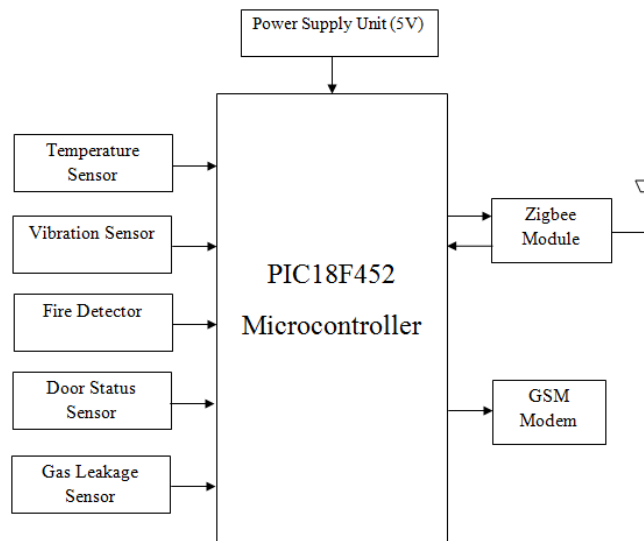 Power Supply Unit (5V)
Temperature
Sensor
Vibration Sensor
Fire Detector
Door Status
Sensor
Gas Leakage
Sensor
PIC18F452
Microcontroller
Zigbee
Module
GSM
Modem